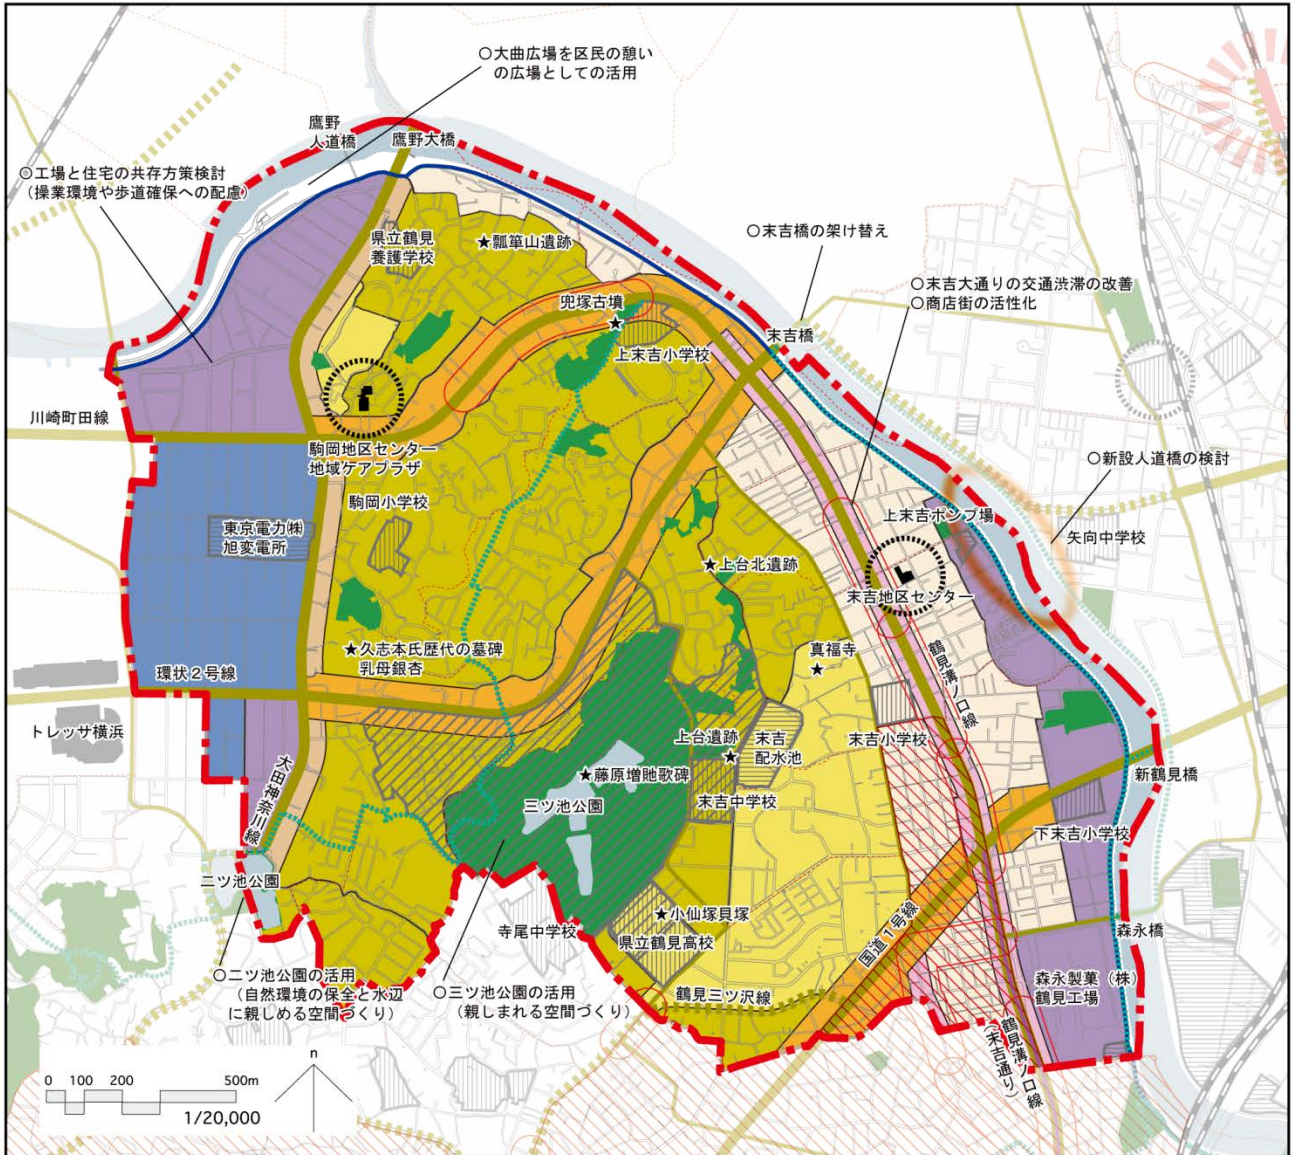 ○大曲広場を区民の憩い
の広場としての活用
鷹野
人道橋
鷹野大橋
◎工場と住宅の共存方策検討
(操業環境や歩道確保への配慮)
県立鶴見
養護学校
★瓢箪山遺跡
○末吉橋の架け替え
○末吉大通りの交通渋滞の改善
○商店街の活性化
兜塚古墳
★
末吉橋
上末吉小学校
川崎町田線
駒岡地区センター
地域ケアプラザ
○新設人道橋の検討
駒岡小学校
東京電力㈱
旭変電所
上末吉ポンプ場
矢向中学校
★上台北遺跡
末吉地区センター
★久志本氏歴代の墓碑
乳母銀杏
真福寺
★
鶴見溝ノ口線
環状2号線
トレッサ横浜
上台遺跡
★
末吉
配水池
末吉小学校
大田神奈川線
★藤原増貤歌碑
新鶴見橋
三ツ池公園
末吉中学校
下末吉小学校
二ツ池公園
★小仙塚貝塚
寺尾中学校
県立鶴見高校
国道1号線
森永橋
○二ツ池公園の活用
(自然環境の保全と水辺
に親しめる空間づくり)
○三ツ池公園の活用
(親しまれる空間づくり)
鶴見三ツ沢線
森永製菓(株)
鶴見工場
鶴見溝ノ口線
(末吉通り)
n
0 100 200 500m
1/20,000